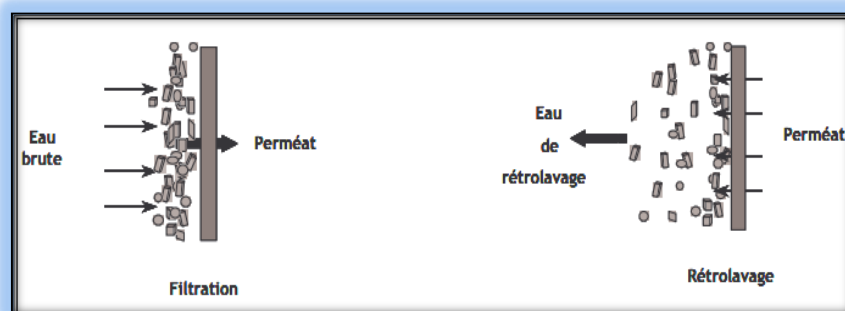 Eau
brute
Perméat
Filtration
Eau
de
rétrolavage
Perméat
Rétrolavage